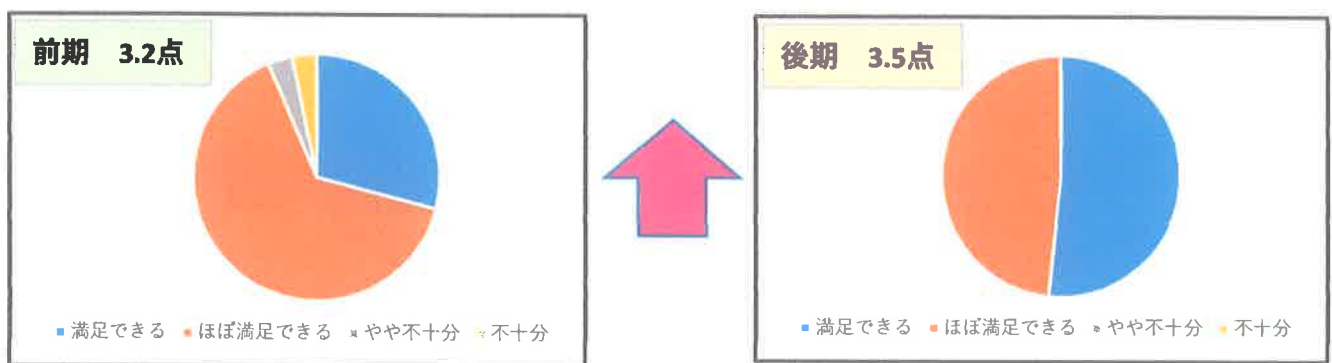 前期 3.2点
満足できる ほぼ満足できる やや不十分 不十分
後期 3.5点
満足できる ほぼ満足できる やや不十分 不十分